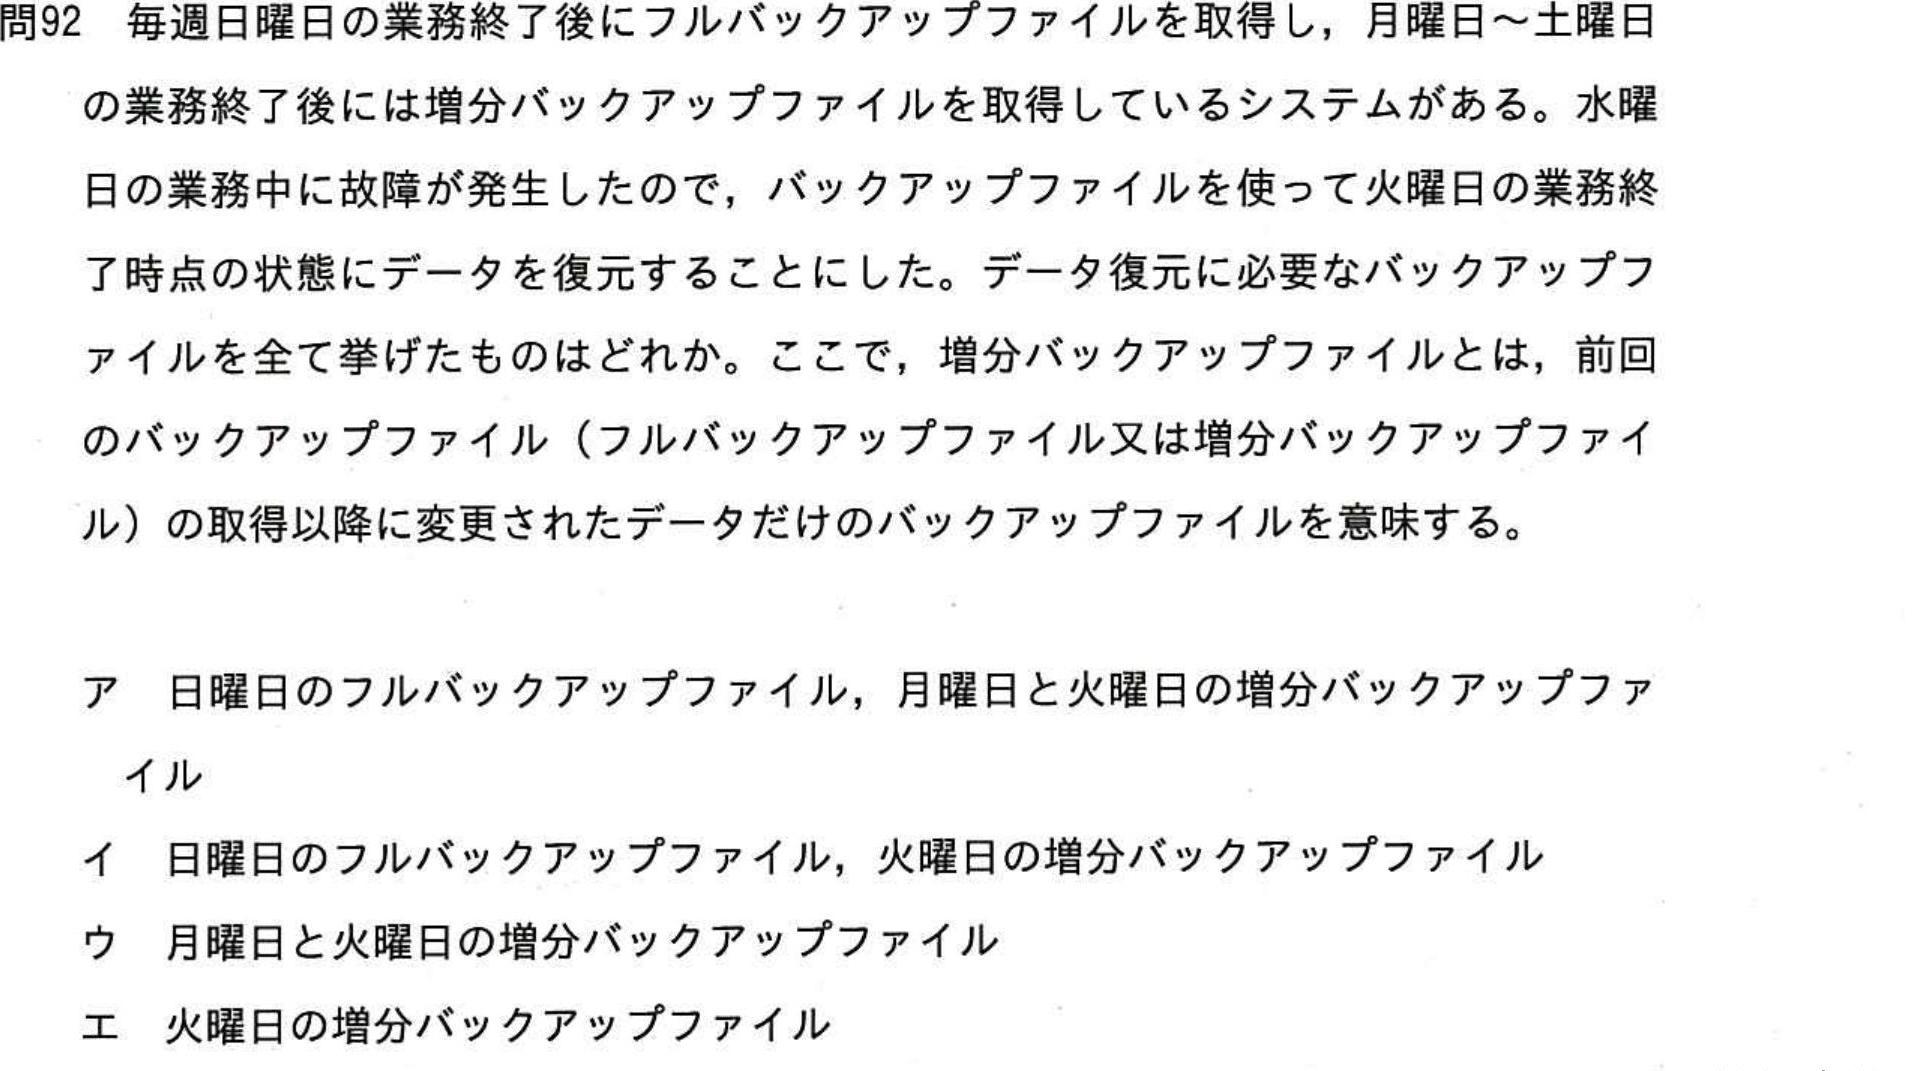 問92　毎週日曜日の業務終了後にフルバックアップファイルを取得し，月曜日～土曜日
の業務終了後には増分バックアップファイルを取得しているシステムがある。水曜
日の業務中に故障が発生したので，バックアップファイルを使って火曜日の業務終
了時点の状態にデータを復元することにした。データ復元に必要なバックアップフ
ァイルを全て挙げたものはどれか。ここで，増分バックアップファイルとは，前回
のバックアップファイル（フルバックアップファイル又は増分バックアップファイ
ル）の取得以降に変更されたデータだけのバックアップファイルを意味する。
ア　日曜日のフルバックアップファイル，月曜日と火曜日の増分バックアップファ
イル
イ　日曜日のフルバックアップファイル，火曜日の増分バックアップファイル
ウ　月曜日と火曜日の増分バックアップファイル
エ　火曜日の増分バックアップファイル